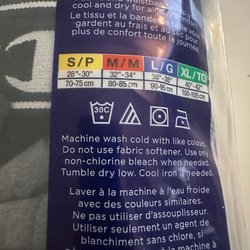 waistband
cool and dry for all
Le tissu et la bande
gardent au frais et au sec po
plus de confort toute la journée
S/P M/M L/G XL/TG
28"-30" 32"-34" 36"-38" 40"-42"
70-75 cm 80-85 cm 90-95 cm 100-105 cm
30C
Machine wash cold with like colours.
Do not use fabric softener. Use only
non-chlorine bleach when needed.
Tumble dry low. Cool iron if needed.
Laver à la machine à l'eau froide
avec des couleurs similaires.
Ne pas utiliser d'assouplisseur.
Utiliser seulement un agent de
blanchiment sans chlore, si